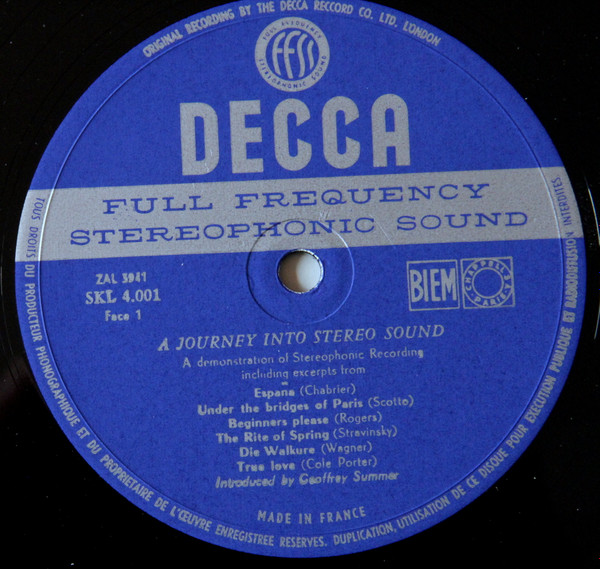 ORIGINAL RECORDING BY THE DECCA RECCORD CO. LTD. LONDON
FULL FREQUENCY
FFSS
STEREOPHONIC SOUND
DECCA
FULL FREQUENCY
STEREOPHONIC SOUND
ZAL 3941
SKL 4.001
Face 1
BIEM
CHAPPELL
PARIS
A JOURNEY INTO STEREO SOUND
A demonstration of Stereophonic Recording
including excerpts from
España (Chabrier)
Under the bridges of Paris (Scotto)
Beginners please (Rogers)
The Rite of Spring (Stravinsky)
Die Walkure (Wagner)
True love (Cole Porter)
Introduced by Geoffrey Summer
MADE IN FRANCE
TOUS DROITS DU PRODUCTEUR PHONOGRAPHIQUE ET DU PROPRIETAIRE DE L'ŒUVRE ENREGISTREE RESERVES. DUPLICATION, UTILISATION DE CE DISQUE POUR EXECUTION PUBLIQUE ET RADIODIFFUSION INTERDITES